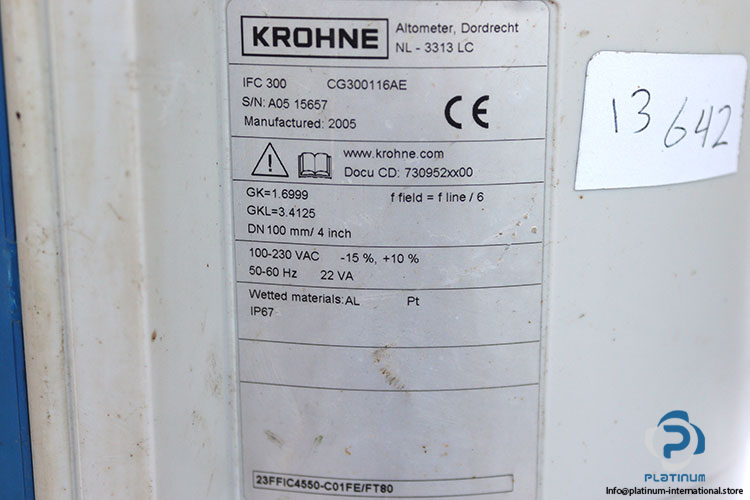 KROHNE
Altometer, Dordrecht
NL - 3313 LC
IFC 300 CG300116AE
S/N: A05 15657
Manufactured: 2005
CE
www.krohne.com
Docu CD: 730952xx00
GK=1.6999 f field = f line / 6
GKL=3.4125
DN 100 mm/ 4 inch
100-230 VAC -15 %, +10 %
50-60 Hz 22 VA
Wetted materials: AL Pt
IP67
23FFIC4550-C01FE/FT80
13642
PLATINUM
Info@platinum-international.store